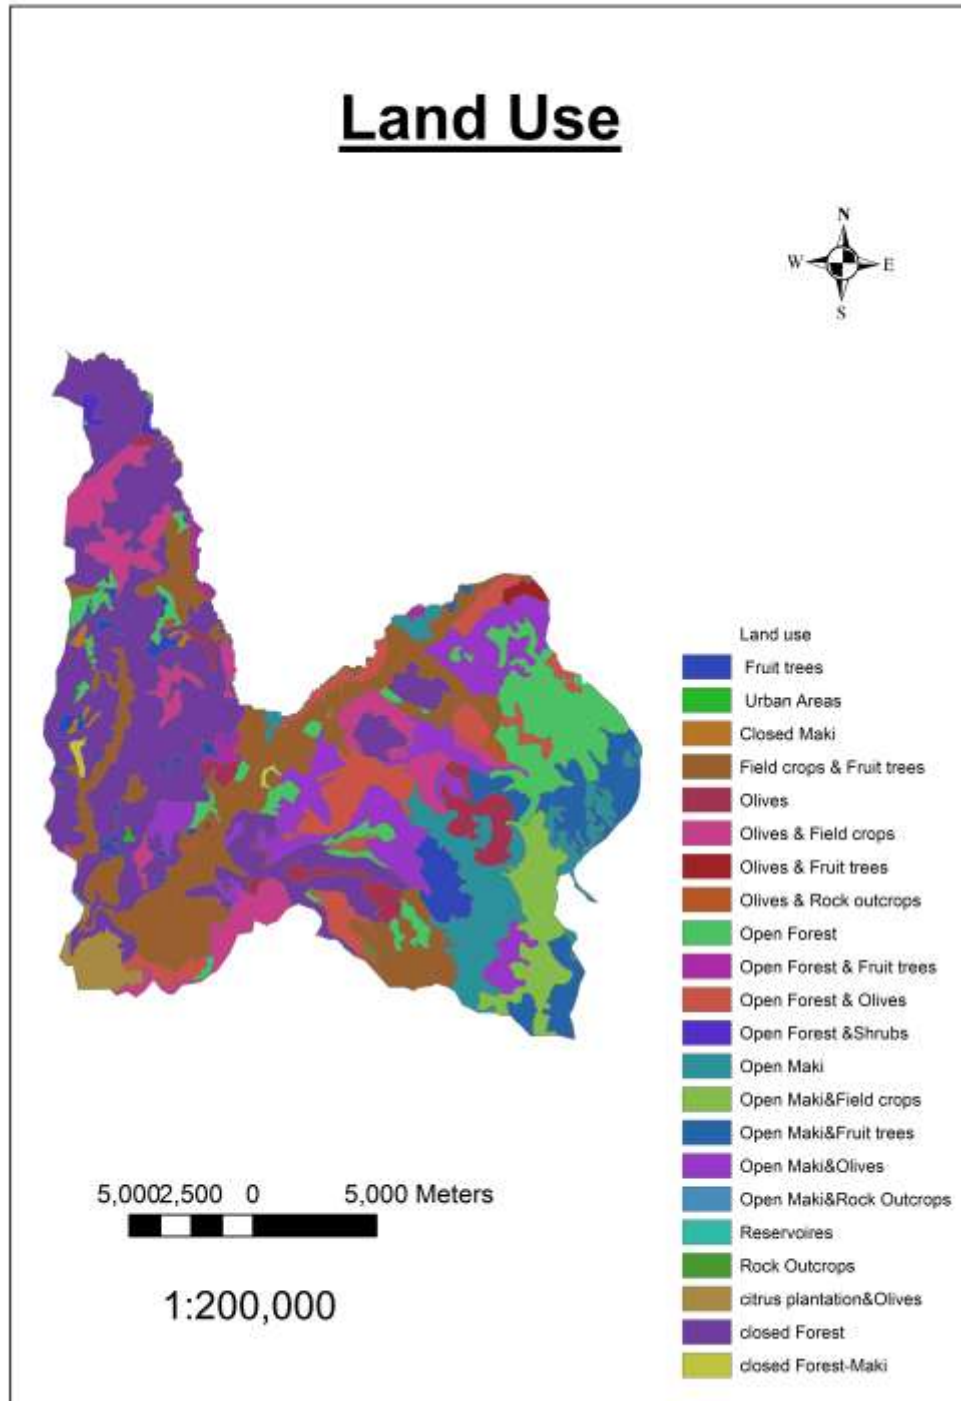 Land Use
N
W E
S
Land use
Fruit trees
Urban Areas
Closed Maki
Field crops & Fruit trees
Olives
Olives & Field crops
Olives & Fruit trees
Olives & Rock outcrops
Open Forest
Open Forest & Fruit trees
Open Forest & Olives
Open Forest &Shrubs
Open Maki
Open Maki&Field crops
Open Maki&Fruit trees
Open Maki&Olives
Open Maki&Rock Outcrops
Reservoires
Rock Outcrops
citrus plantation&Olives
closed Forest
closed Forest-Maki
5,0002,500 0 5,000 Meters
1:200,000